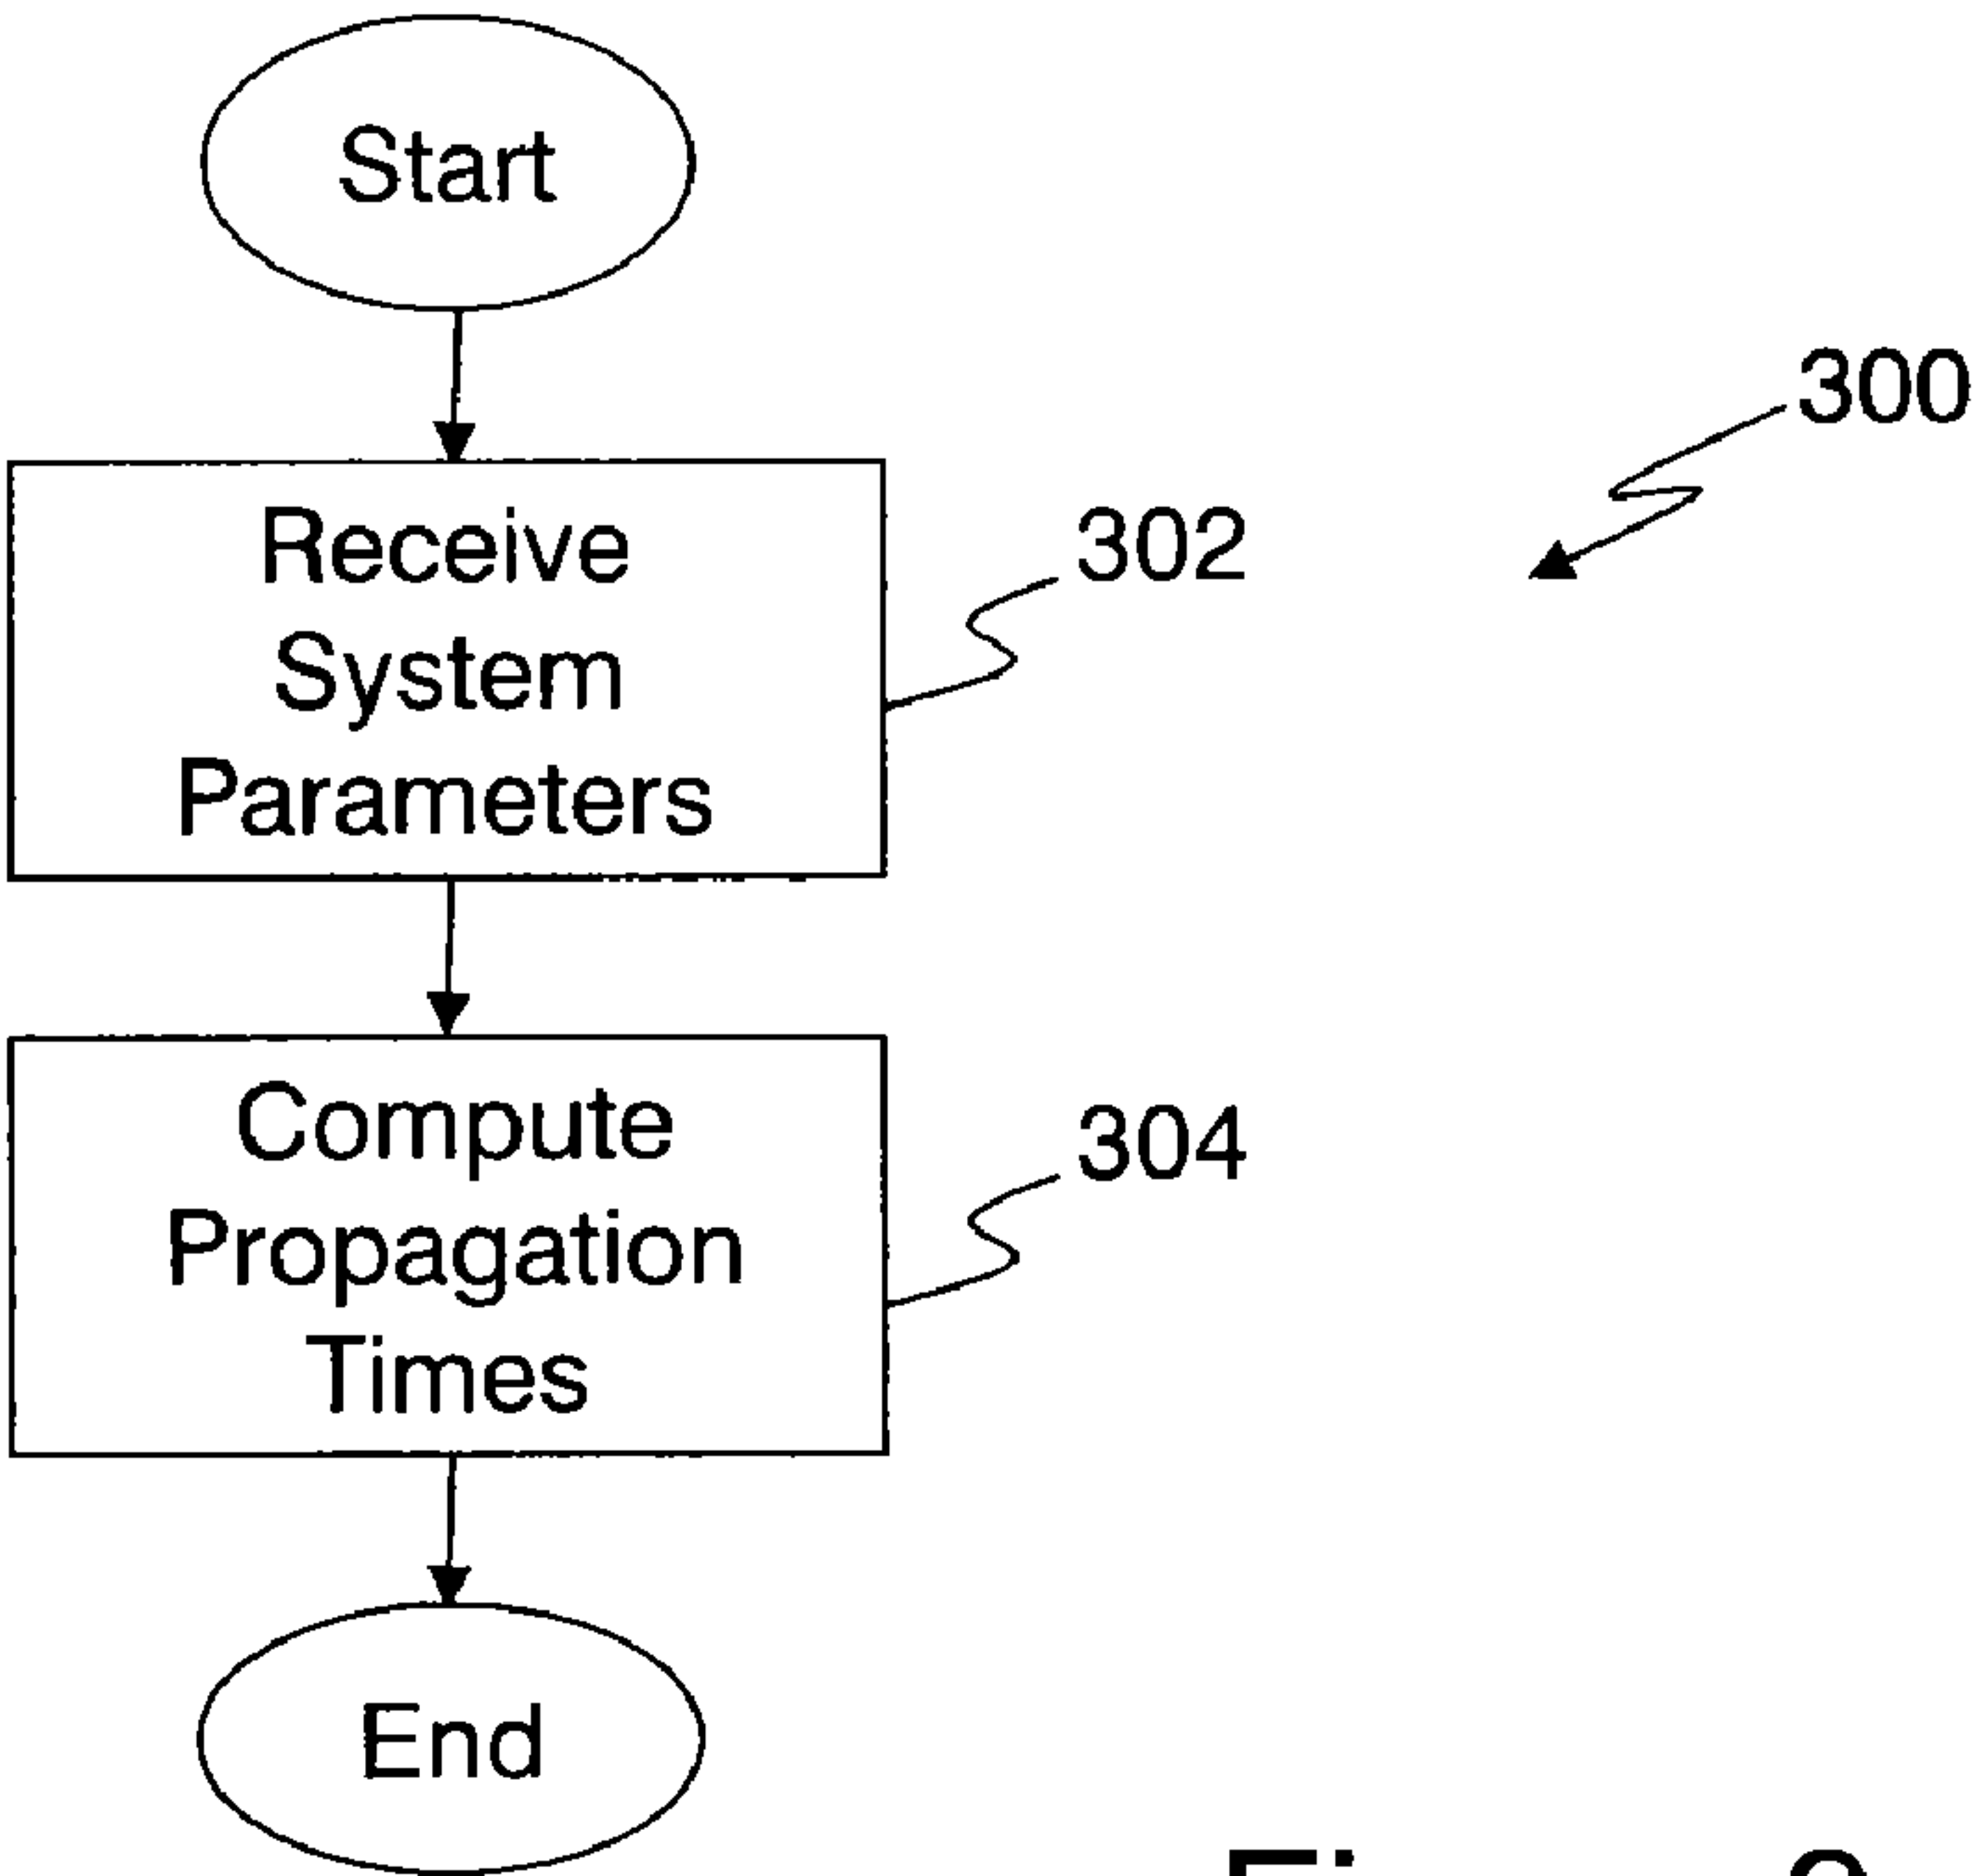 Start
300
Receive
System
Parameters
302
Compute
Propagation
Times
304
End